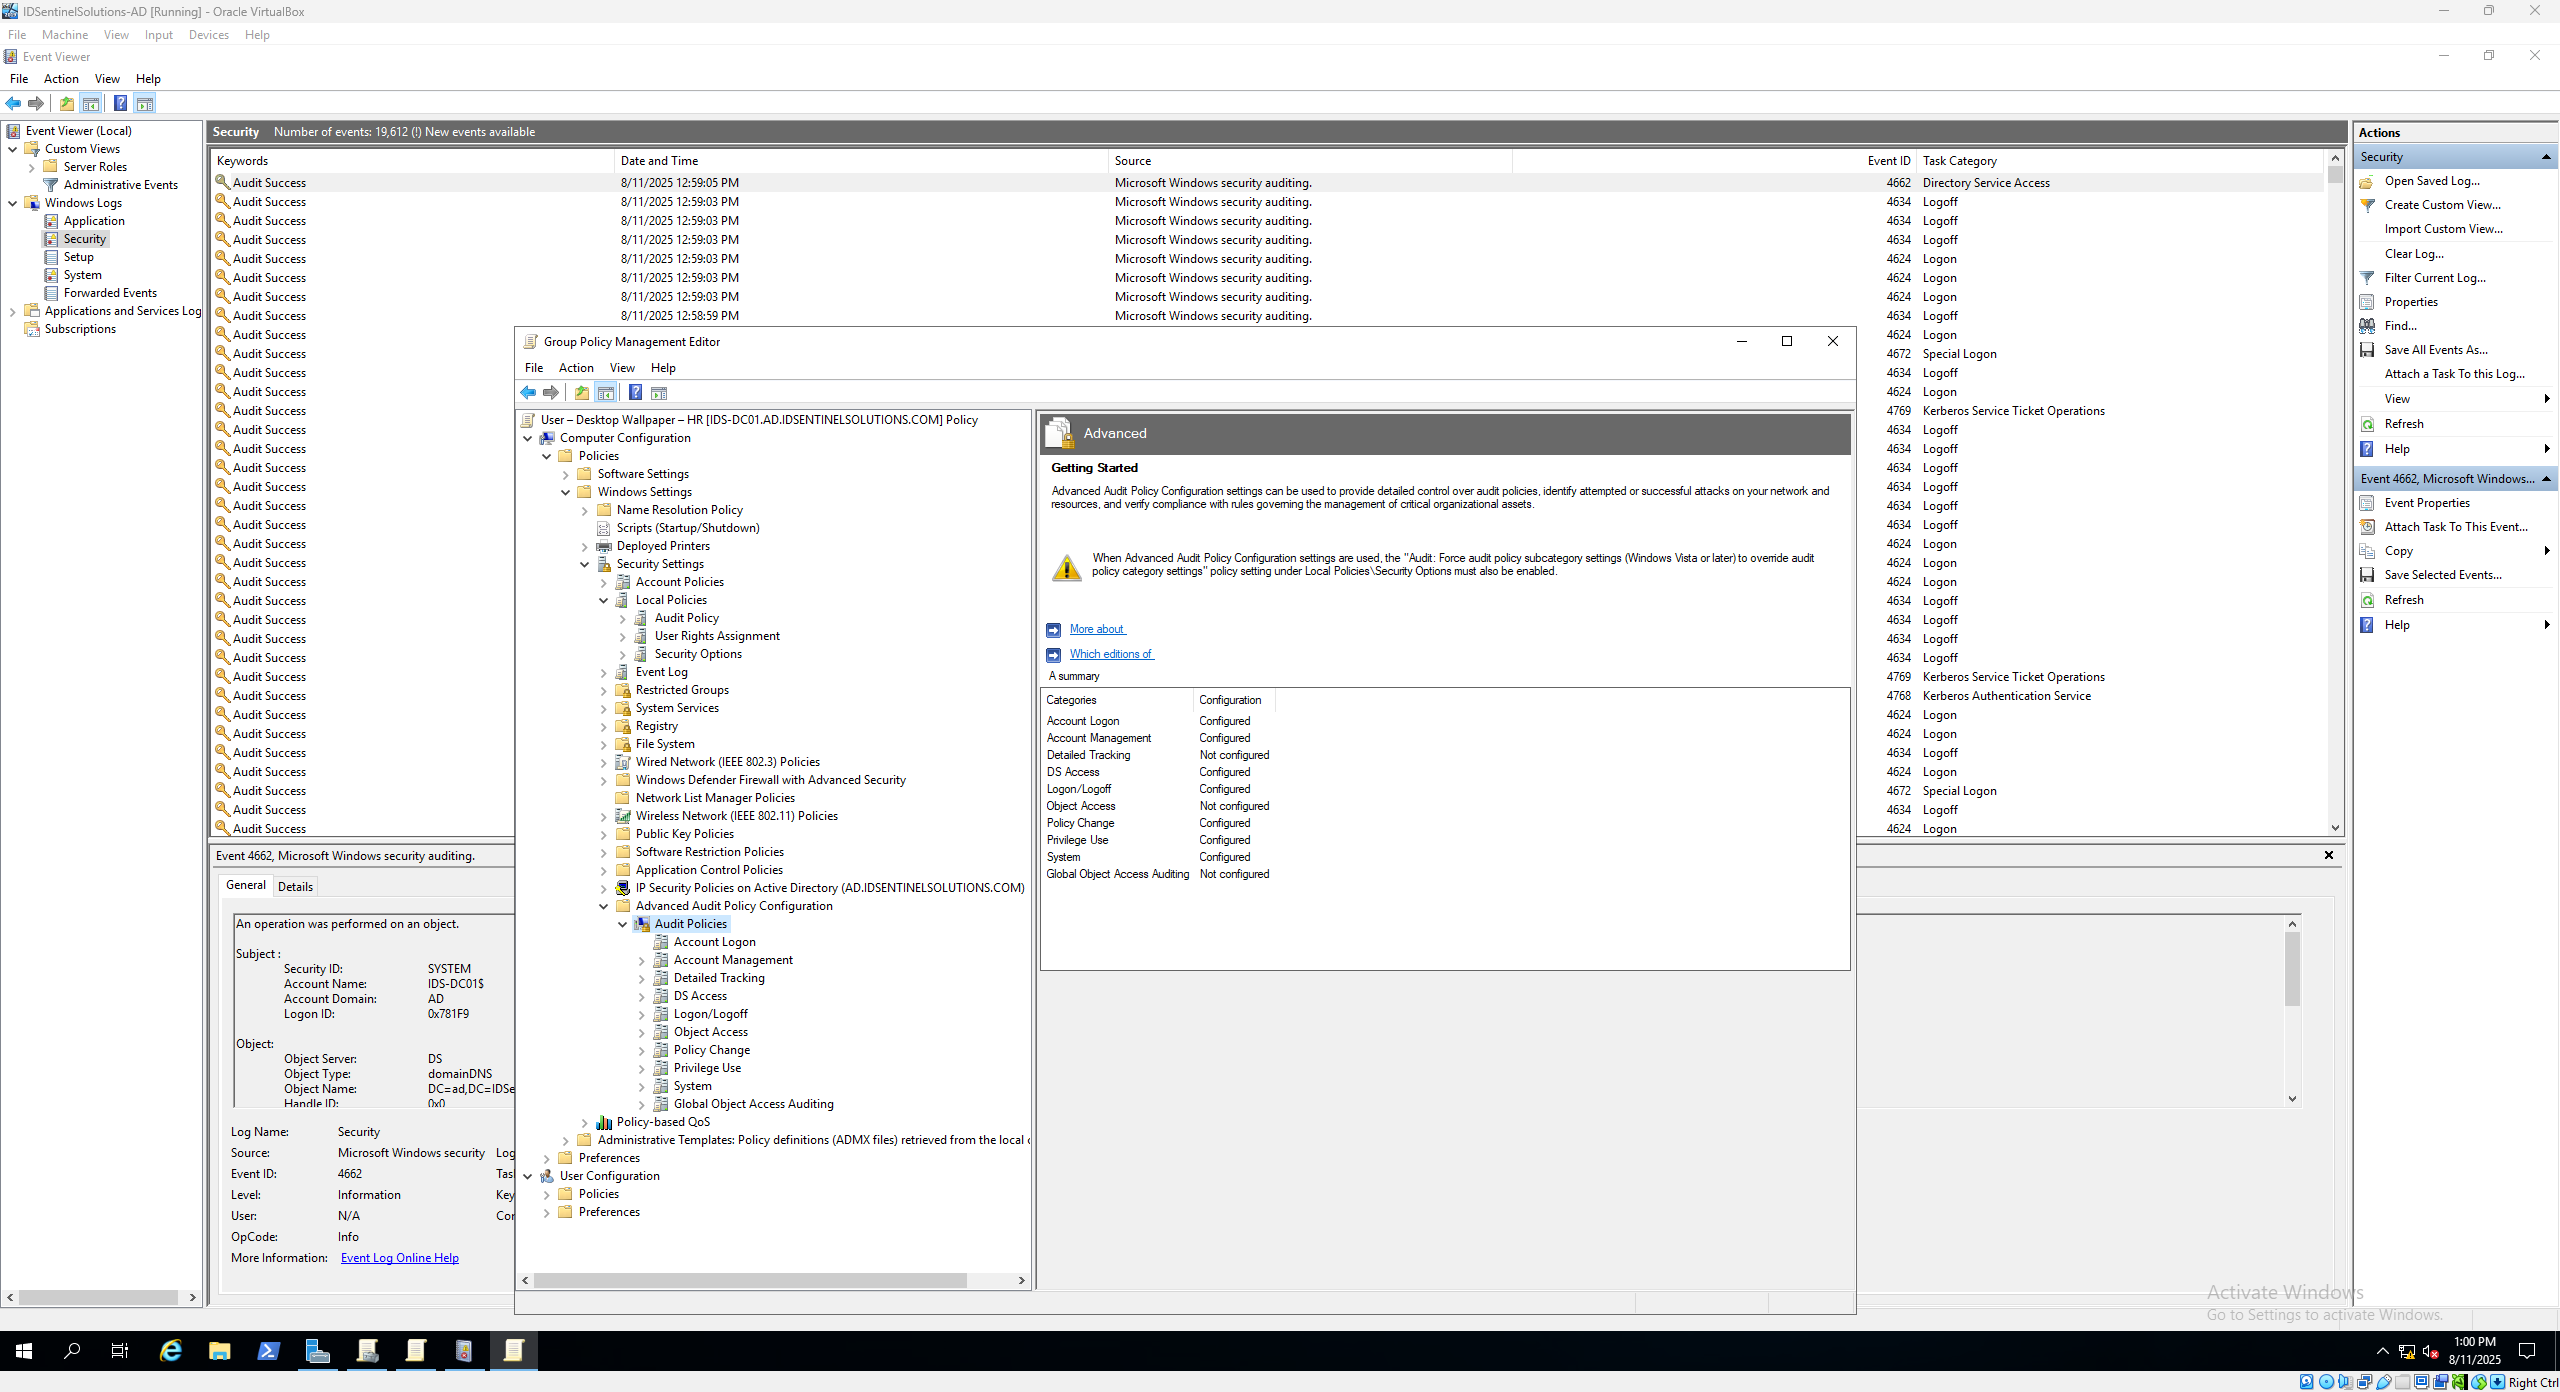 IDSentinelSolutions-AD [Running] - Oracle VirtualBox
File Machine View Input Devices Help
Event Viewer
File Action View Help
Event Viewer (Local)
Custom Views
Server Roles
Administrative Events
Windows Logs
Application
Security
Setup
System
Forwarded Events
Applications and Services Log
Subscriptions
Security Number of events: 19,612 (!) New events available
Keywords Date and Time Source Event ID Task Category
Audit Success 8/11/2025 12:59:05 PM Microsoft Windows security auditing. 4662 Directory Service Access
Audit Success 8/11/2025 12:59:03 PM Microsoft Windows security auditing. 4634 Logoff
Audit Success 8/11/2025 12:59:03 PM Microsoft Windows security auditing. 4634 Logoff
Audit Success 8/11/2025 12:59:03 PM Microsoft Windows security auditing. 4634 Logoff
Audit Success 8/11/2025 12:59:03 PM Microsoft Windows security auditing. 4624 Logon
Audit Success 8/11/2025 12:59:03 PM Microsoft Windows security auditing. 4624 Logon
Audit Success 8/11/2025 12:59:03 PM Microsoft Windows security auditing. 4624 Logon
Audit Success 8/11/2025 12:58:59 PM Microsoft Windows security auditing. 4634 Logoff
Audit Success 4624 Logon
Audit Success 4672 Special Logon
Audit Success 4634 Logoff
Audit Success 4624 Logon
Audit Success 4769 Kerberos Service Ticket Operations
Audit Success 4634 Logoff
Audit Success 4634 Logoff
Audit Success 4634 Logoff
Audit Success 4634 Logoff
Audit Success 4634 Logoff
Audit Success 4634 Logoff
Audit Success 4624 Logon
Audit Success 4624 Logon
Audit Success 4624 Logon
Audit Success 4634 Logoff
Audit Success 4634 Logoff
Audit Success 4634 Logoff
Audit Success 4634 Logoff
Audit Success 4769 Kerberos Service Ticket Operations
Audit Success 4768 Kerberos Authentication Service
Audit Success 4624 Logon
Audit Success 4624 Logon
Audit Success 4634 Logoff
Audit Success 4624 Logon
Audit Success 4672 Special Logon
Audit Success 4634 Logoff
Audit Success 4624 Logon
Event 4662, Microsoft Windows security auditing.
General Details
An operation was performed on an object.
Subject :
Security ID: SYSTEM
Account Name: IDS-DC01$
Account Domain: AD
Logon ID: 0x781F9
Object:
Object Server: DS
Object Type: domainDNS
Object Name: DC=ad,DC=IDSe
Handle ID: 0x0
Log Name: Security
Source: Microsoft Windows security Log
Event ID: 4662 Tas
Level: Information Key
User: N/A Cor
OpCode: Info
More Information: Event Log Online Help
Group Policy Management Editor
File Action View Help
User – Desktop Wallpaper – HR [IDS-DC01.AD.IDSENTINELSOLUTIONS.COM] Policy
Computer Configuration
Policies
Software Settings
Windows Settings
Name Resolution Policy
Scripts (Startup/Shutdown)
Deployed Printers
Security Settings
Account Policies
Local Policies
Audit Policy
User Rights Assignment
Security Options
Event Log
Restricted Groups
System Services
Registry
File System
Wired Network (IEEE 802.3) Policies
Windows Defender Firewall with Advanced Security
Network List Manager Policies
Wireless Network (IEEE 802.11) Policies
Public Key Policies
Software Restriction Policies
Application Control Policies
IP Security Policies on Active Directory (AD.IDSENTINELSOLUTIONS.COM)
Advanced Audit Policy Configuration
Audit Policies
Account Logon
Account Management
Detailed Tracking
DS Access
Logon/Logoff
Object Access
Policy Change
Privilege Use
System
Global Object Access Auditing
Policy-based QoS
Administrative Templates: Policy definitions (ADMX files) retrieved from the local
Preferences
User Configuration
Policies
Preferences
Advanced
Getting Started
Advanced Audit Policy Configuration settings can be used to provide detailed control over audit policies, identify attempted or successful attacks on your network and
resources, and verify compliance with rules governing the management of critical organizational assets.
When Advanced Audit Policy Configuration settings are used, the "Audit: Force audit policy subcategory settings (Windows Vista or later) to override audit
policy category settings" policy setting under Local Policies\Security Options must also be enabled.
More about
Which editions of
A summary
Categories Configuration
Account Logon Configured
Account Management Configured
Detailed Tracking Not configured
DS Access Configured
Logon/Logoff Configured
Object Access Not configured
Policy Change Configured
Privilege Use Configured
System Configured
Global Object Access Auditing Not configured
Actions
Security
Open Saved Log...
Create Custom View...
Import Custom View...
Clear Log...
Filter Current Log...
Properties
Find...
Save All Events As...
Attach a Task To this Log...
View
Refresh
Help
Event 4662, Microsoft Windows...
Event Properties
Attach Task To This Event...
Copy
Save Selected Events...
Refresh
Help
Activate Windows
Go to Settings to activate Windows.
1:00 PM
8/11/2025
Right Ctrl